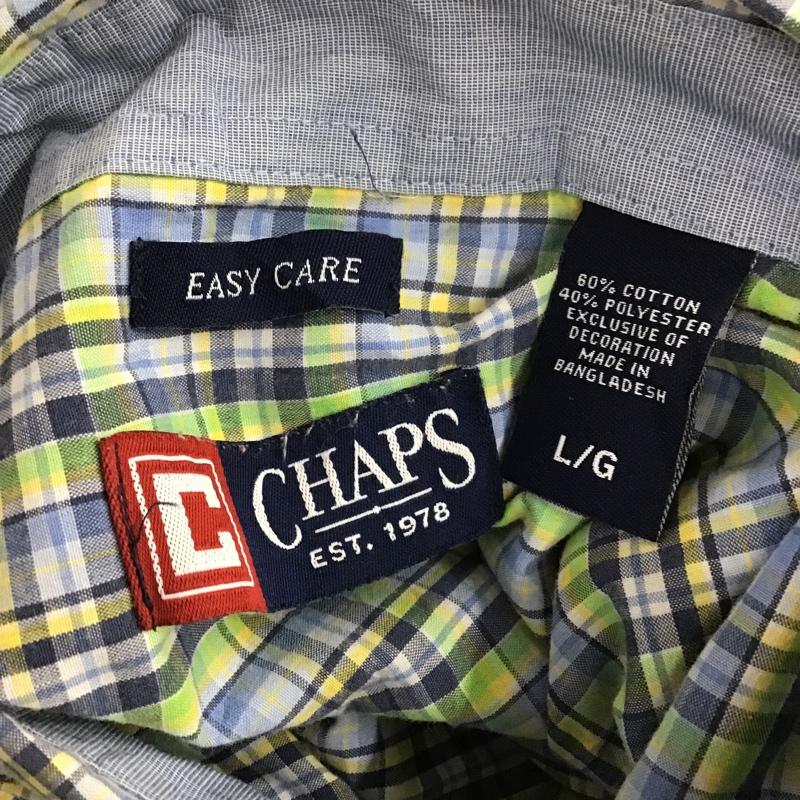 EASY CARE
60% COTTON
40% POLYESTER
EXCLUSIVE OF
DECORATION
MADE IN
BANGLADESH
L/G
C
CHAPS
EST. 1978